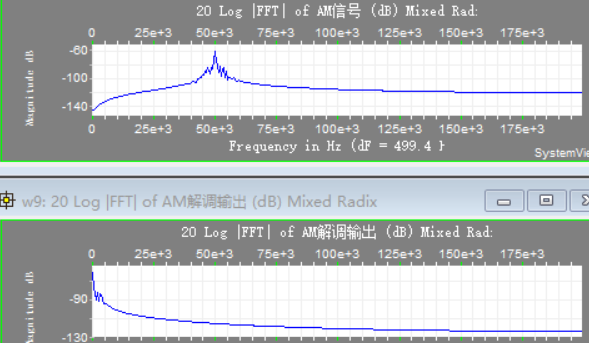 20 Log |FFT| of AM信号 (dB) Mixed Rad:
0 25e+3 50e+3 75e+3 100e+3 125e+3 150e+3 175e+3
Magnitude dB
-60
-100
-140
0 25e+3 50e+3 75e+3 100e+3 125e+3 150e+3 175e+3
Frequency in Hz (dF = 499.4 H
SystemVie
w9: 20 Log |FFT| of AM解调输出 (dB) Mixed Radix
20 Log |FFT| of AM解调输出 (dB) Mixed Rad:
0 25e+3 50e+3 75e+3 100e+3 125e+3 150e+3 175e+3
Magnitude dB
-90
-130